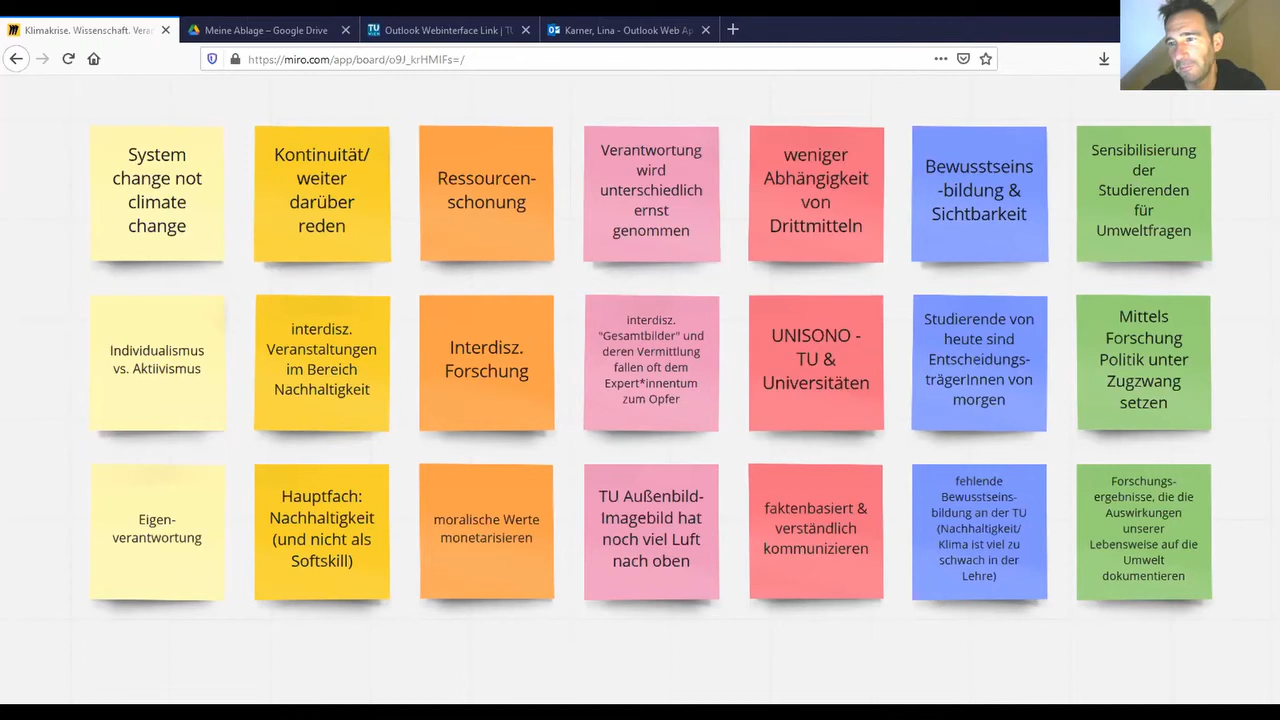 Klimakrise. Wissenschaft. Vera
Meine Ablage – Google Drive
Outlook Webinterface Link | TU
Karner, Lina - Outlook Web Ap
https://miro.com/app/board/o9J_krHMIFs=/
System
change not
climate
change
Kontinuität/
weiter
darüber
reden
Ressourcen-
schonung
Verantwortung
wird
unterschiedlich
ernst
genommen
weniger
Abhängigkeit
von
Drittmitteln
Bewusstseins
-bildung &
Sichtbarkeit
Sensibilisierung
der
Studierenden
für
Umweltfragen
Individualismus
vs. Aktiivismus
interdisz.
Veranstaltungen
im Bereich
Nachhaltigkeit
Interdisz.
Forschung
interdisz.
"Gesamtbilder" und
deren Vermittlung
fallen oft dem
Expert*innentum
zum Opfer
UNISONO -
TU &
Universitäten
Studierende von
heute sind
Entscheidungs-
trägerInnen von
morgen
Mittels
Forschung
Politik unter
Zugzwang
setzen
Eigen-
verantwortung
Hauptfach:
Nachhaltigkeit
(und nicht als
Softskill)
moralische Werte
monetarisieren
TU Außenbild-
Imagebild hat
noch viel Luft
nach oben
faktenbasiert &
verständlich
kommunizieren
fehlende
Bewusstseins-
bildung an der TU
(Nachhaltigkeit/
Klima ist viel zu
schwach in der
Lehre)
Forschungs-
ergebnisse, die die
Auswirkungen
unserer
Lebensweise auf die
Umwelt
dokumentieren